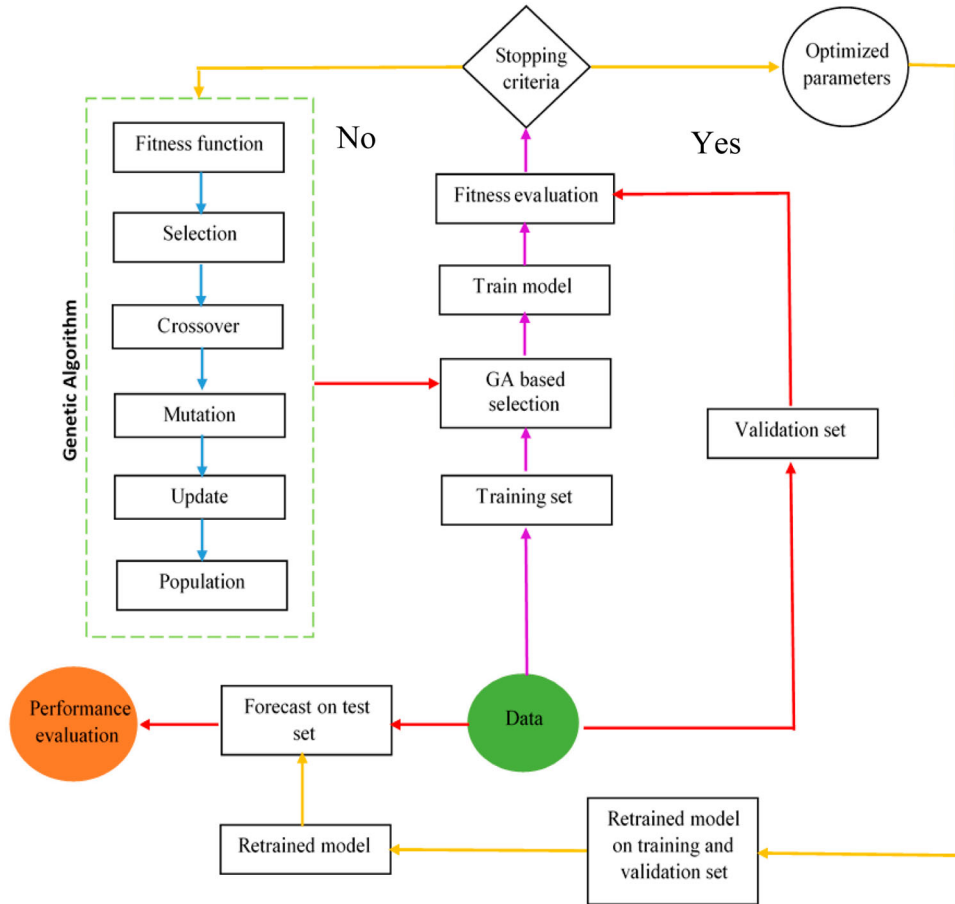 Stopping
criteria
Optimized
parameters
No
Yes
Genetic Algorithm
Fitness function
Selection
Crossover
Mutation
Update
Population
Fitness evaluation
Train model
GA based
selection
Training set
Validation set
Data
Forecast on test
set
Performance
evaluation
Retrained model
Retrained model
on training and
validation set